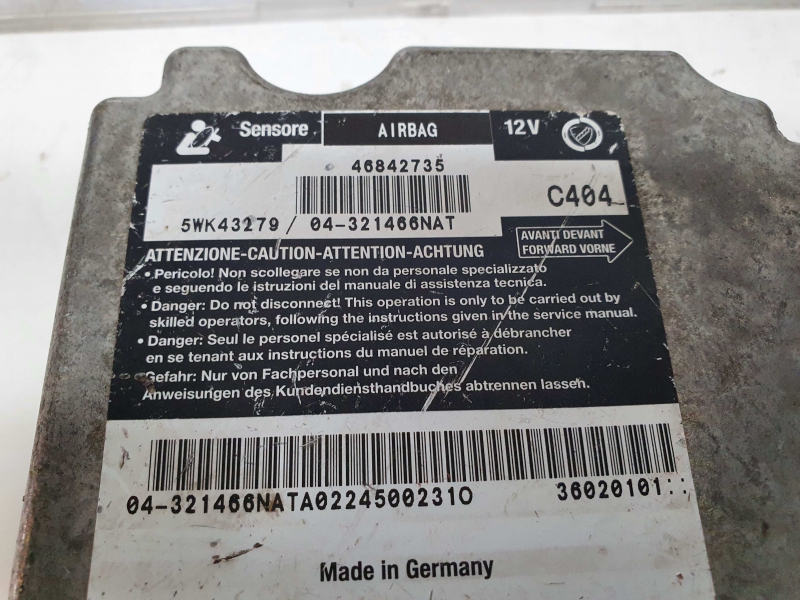 Sensore AIRBAG 12V
46842735
C404
5WK43279 / 04-321466NAT
AVANTI DEVANT
FORWARD VORNE
ATTENZIONE-CAUTION-ATTENTION-ACHTUNG
• Pericolo! Non scollegare se non da personale specializzato
e seguendo le istruzioni del manuale di assistenza tecnica.
• Danger: Do not disconnect! This operation is only to be carried out by
skilled operators, following the instructions given in the service manual.
• Danger: Seul le personel spécialisé est autorisé à débrancher
en se tenant aux instructions du manuel de réparation.
Gefahr: Nur von Fachpersonal und nach den
Anweisungen des Kundendiensthandbuches abtrennen lassen.
04-321466NATA02245002310 36020101::
Made in Germany